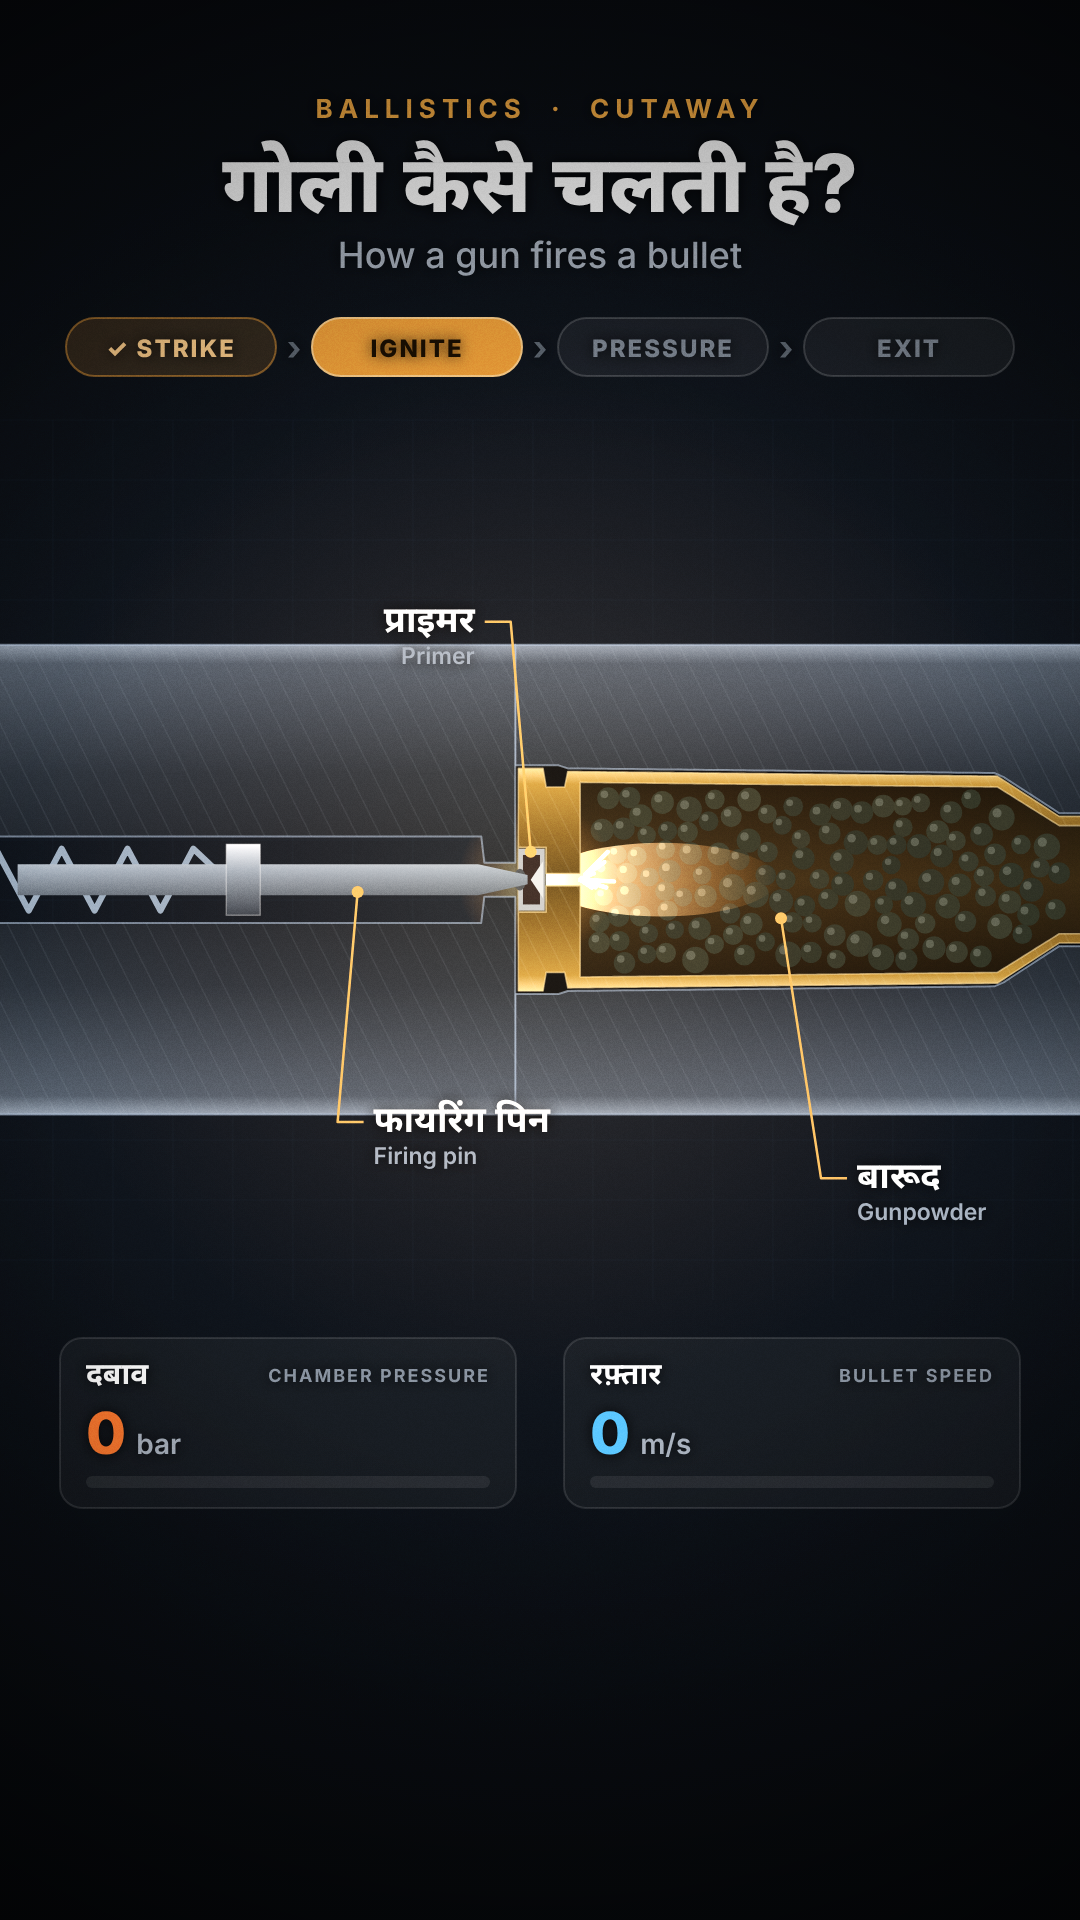 BALLISTICS · CUTAWAY
गोली कैसे चलती है?
How a gun fires a bullet
✓ STRIKE › IGNITE › PRESSURE › EXIT
प्राइमर
Primer
फायरिंग पिन
Firing pin
बारूद
Gunpowder
दबाव CHAMBER PRESSURE
0 bar
रफ़्तार BULLET SPEED
0 m/s